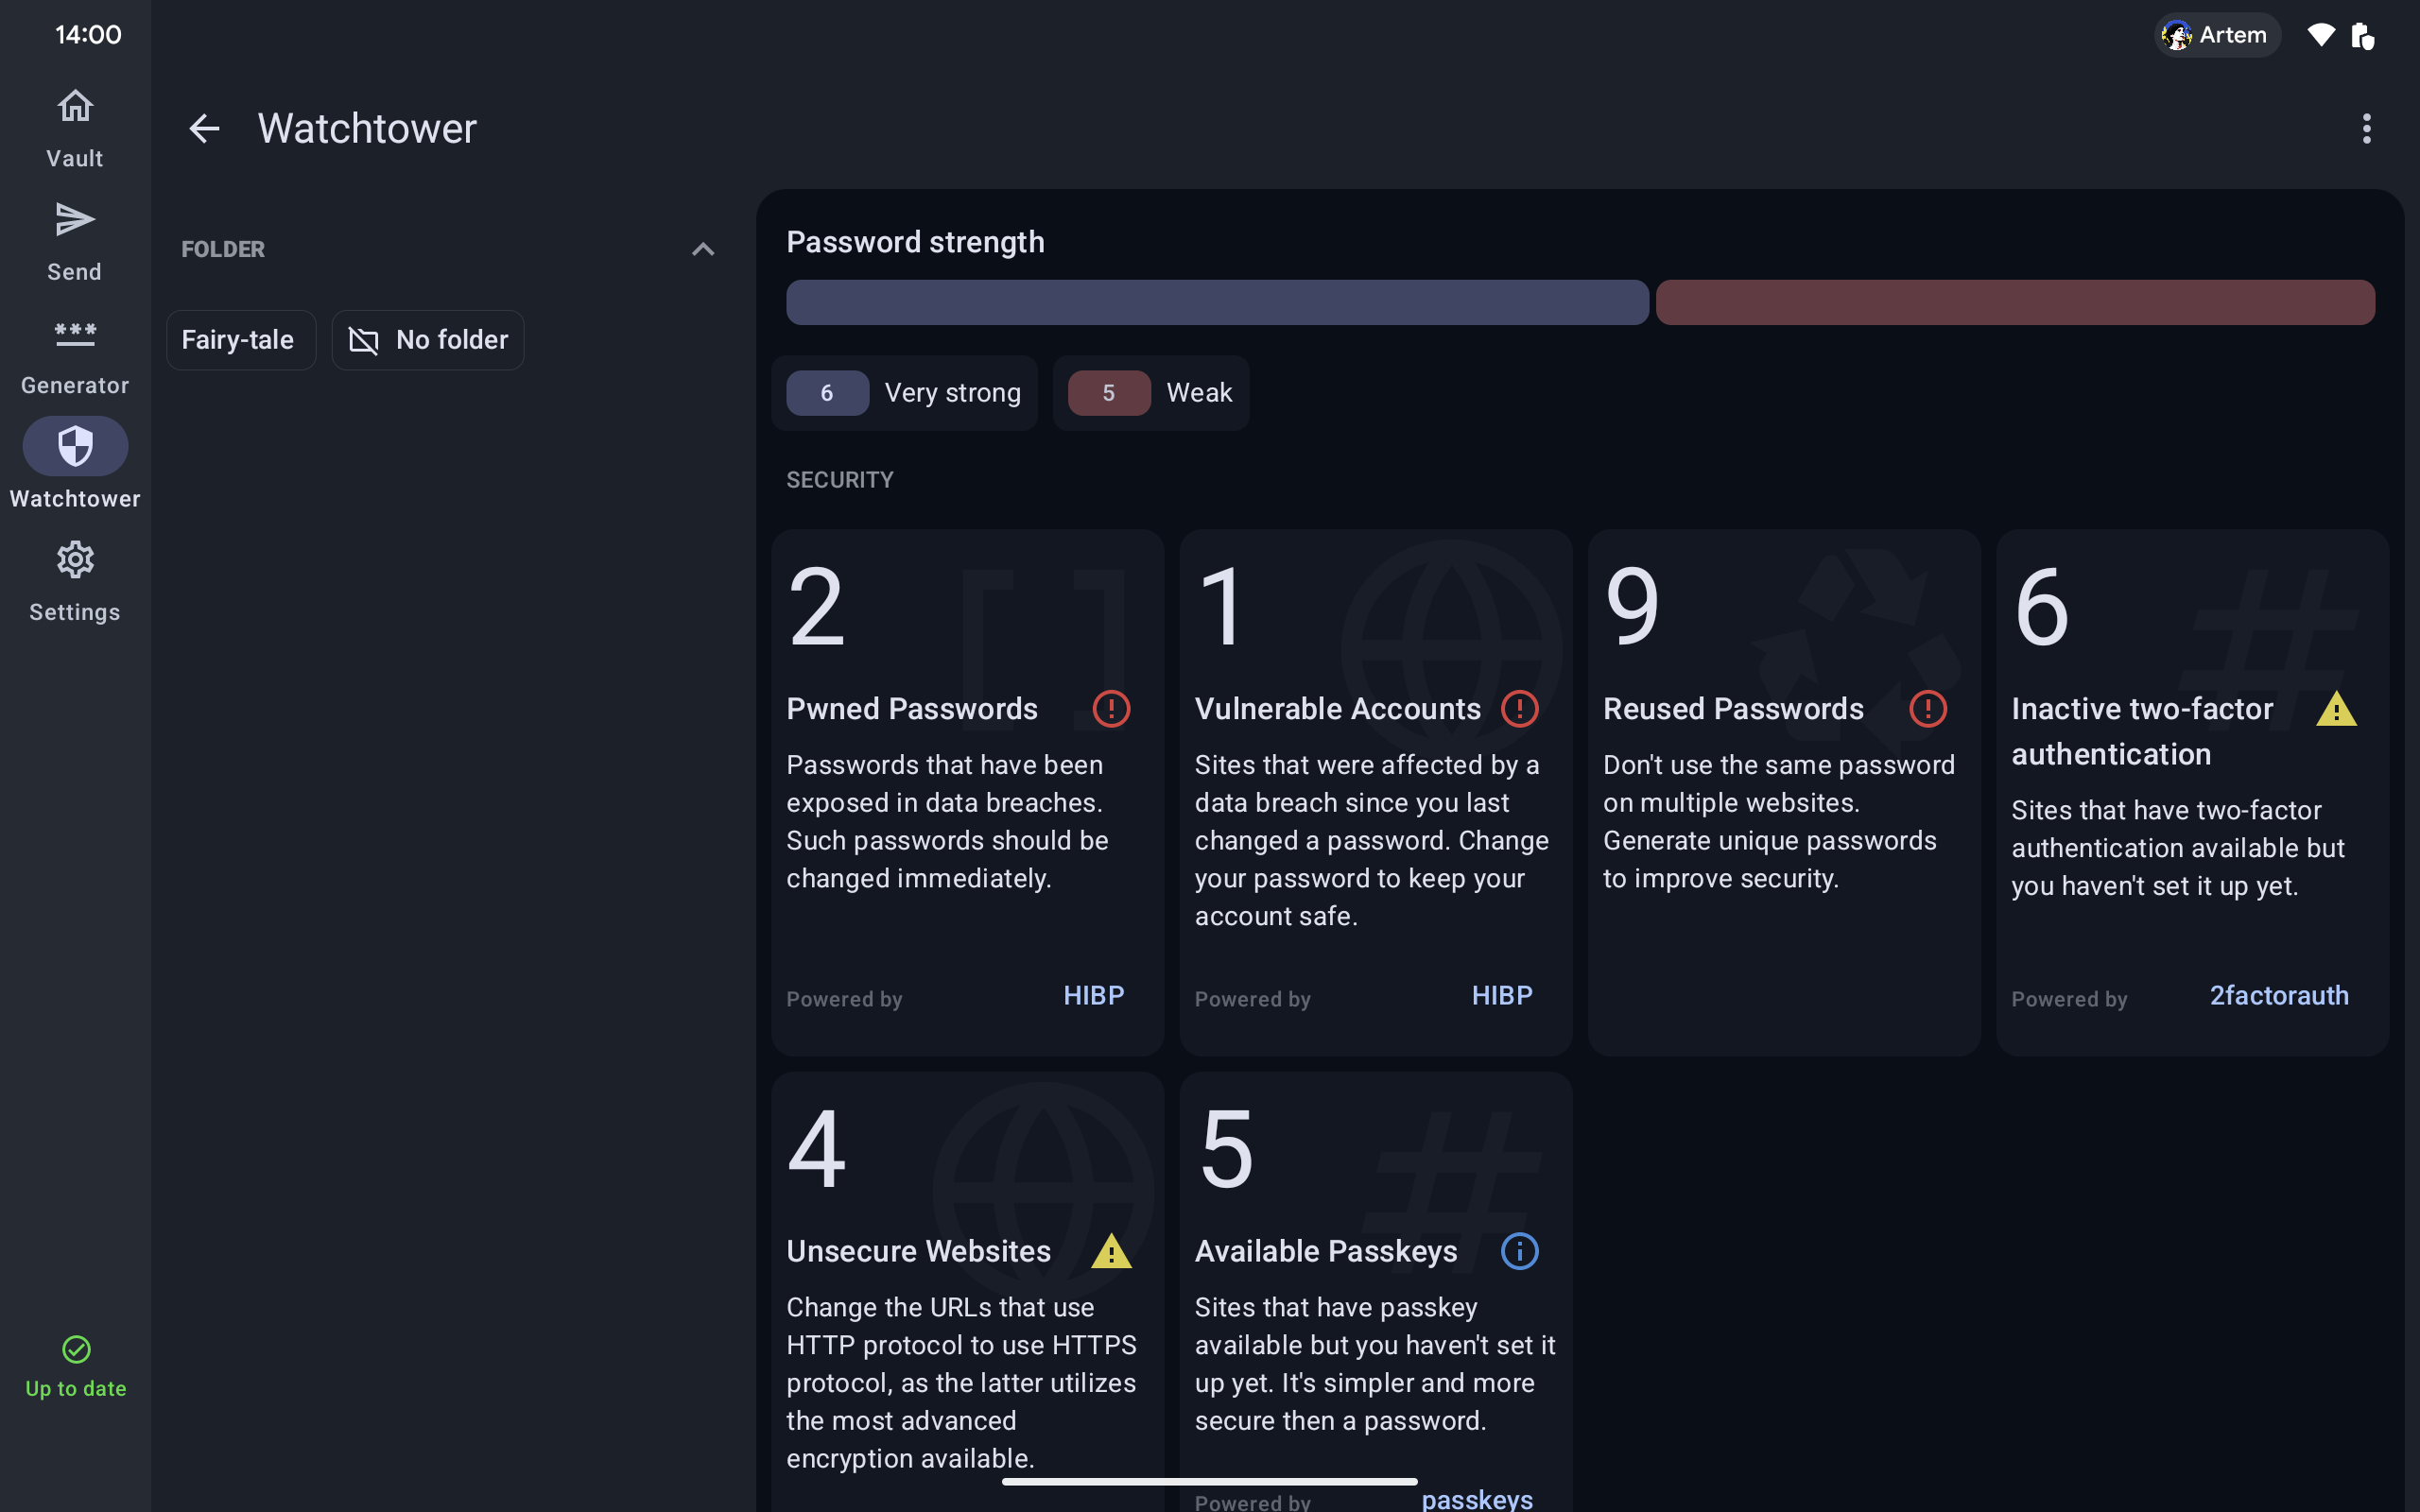 14:00
Artem
Vault
Send
Generator
Watchtower
Settings
Up to date
Watchtower
FOLDER
Fairy-tale
No folder
Password strength
6 Very strong
5 Weak
SECURITY
2
Pwned Passwords
Passwords that have been
exposed in data breaches.
Such passwords should be
changed immediately.
Powered by HIBP
1
Vulnerable Accounts
Sites that were affected by a
data breach since you last
changed a password. Change
your password to keep your
account safe.
Powered by HIBP
9
Reused Passwords
Don't use the same password
on multiple websites.
Generate unique passwords
to improve security.
6
Inactive two-factor
authentication
Sites that have two-factor
authentication available but
you haven't set it up yet.
Powered by 2factorauth
4
Unsecure Websites
Change the URLs that use
HTTP protocol to use HTTPS
protocol, as the latter utilizes
the most advanced
encryption available.
5
Available Passkeys
Sites that have passkey
available but you haven't set it
up yet. It's simpler and more
secure then a password.
Powered by passkeys